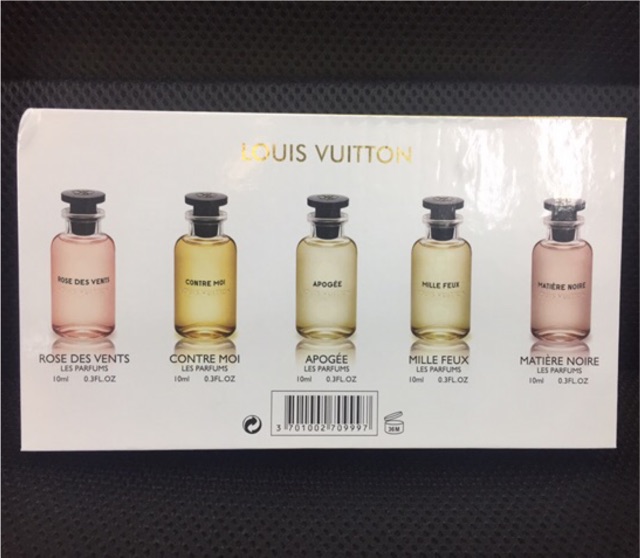 LOUIS VUITTON
ROSE DES VENTS
CONTRE MOI
APOGÉE
MILLE FEUX
MATIÈRE NOIRE
ROSE DES VENTS
LES PARFUMS
10ml 0.3FL.OZ
CONTRE MOI
LES PARFUMS
10ml 0.3FL.OZ
APOGÉE
LES PARFUMS
10ml 0.3FL.OZ
MILLE FEUX
LES PARFUMS
10ml 0.3FL.OZ
MATIÈRE NOIRE
LES PARFUMS
10ml 0.3FL.OZ
3 701002 709997
36M